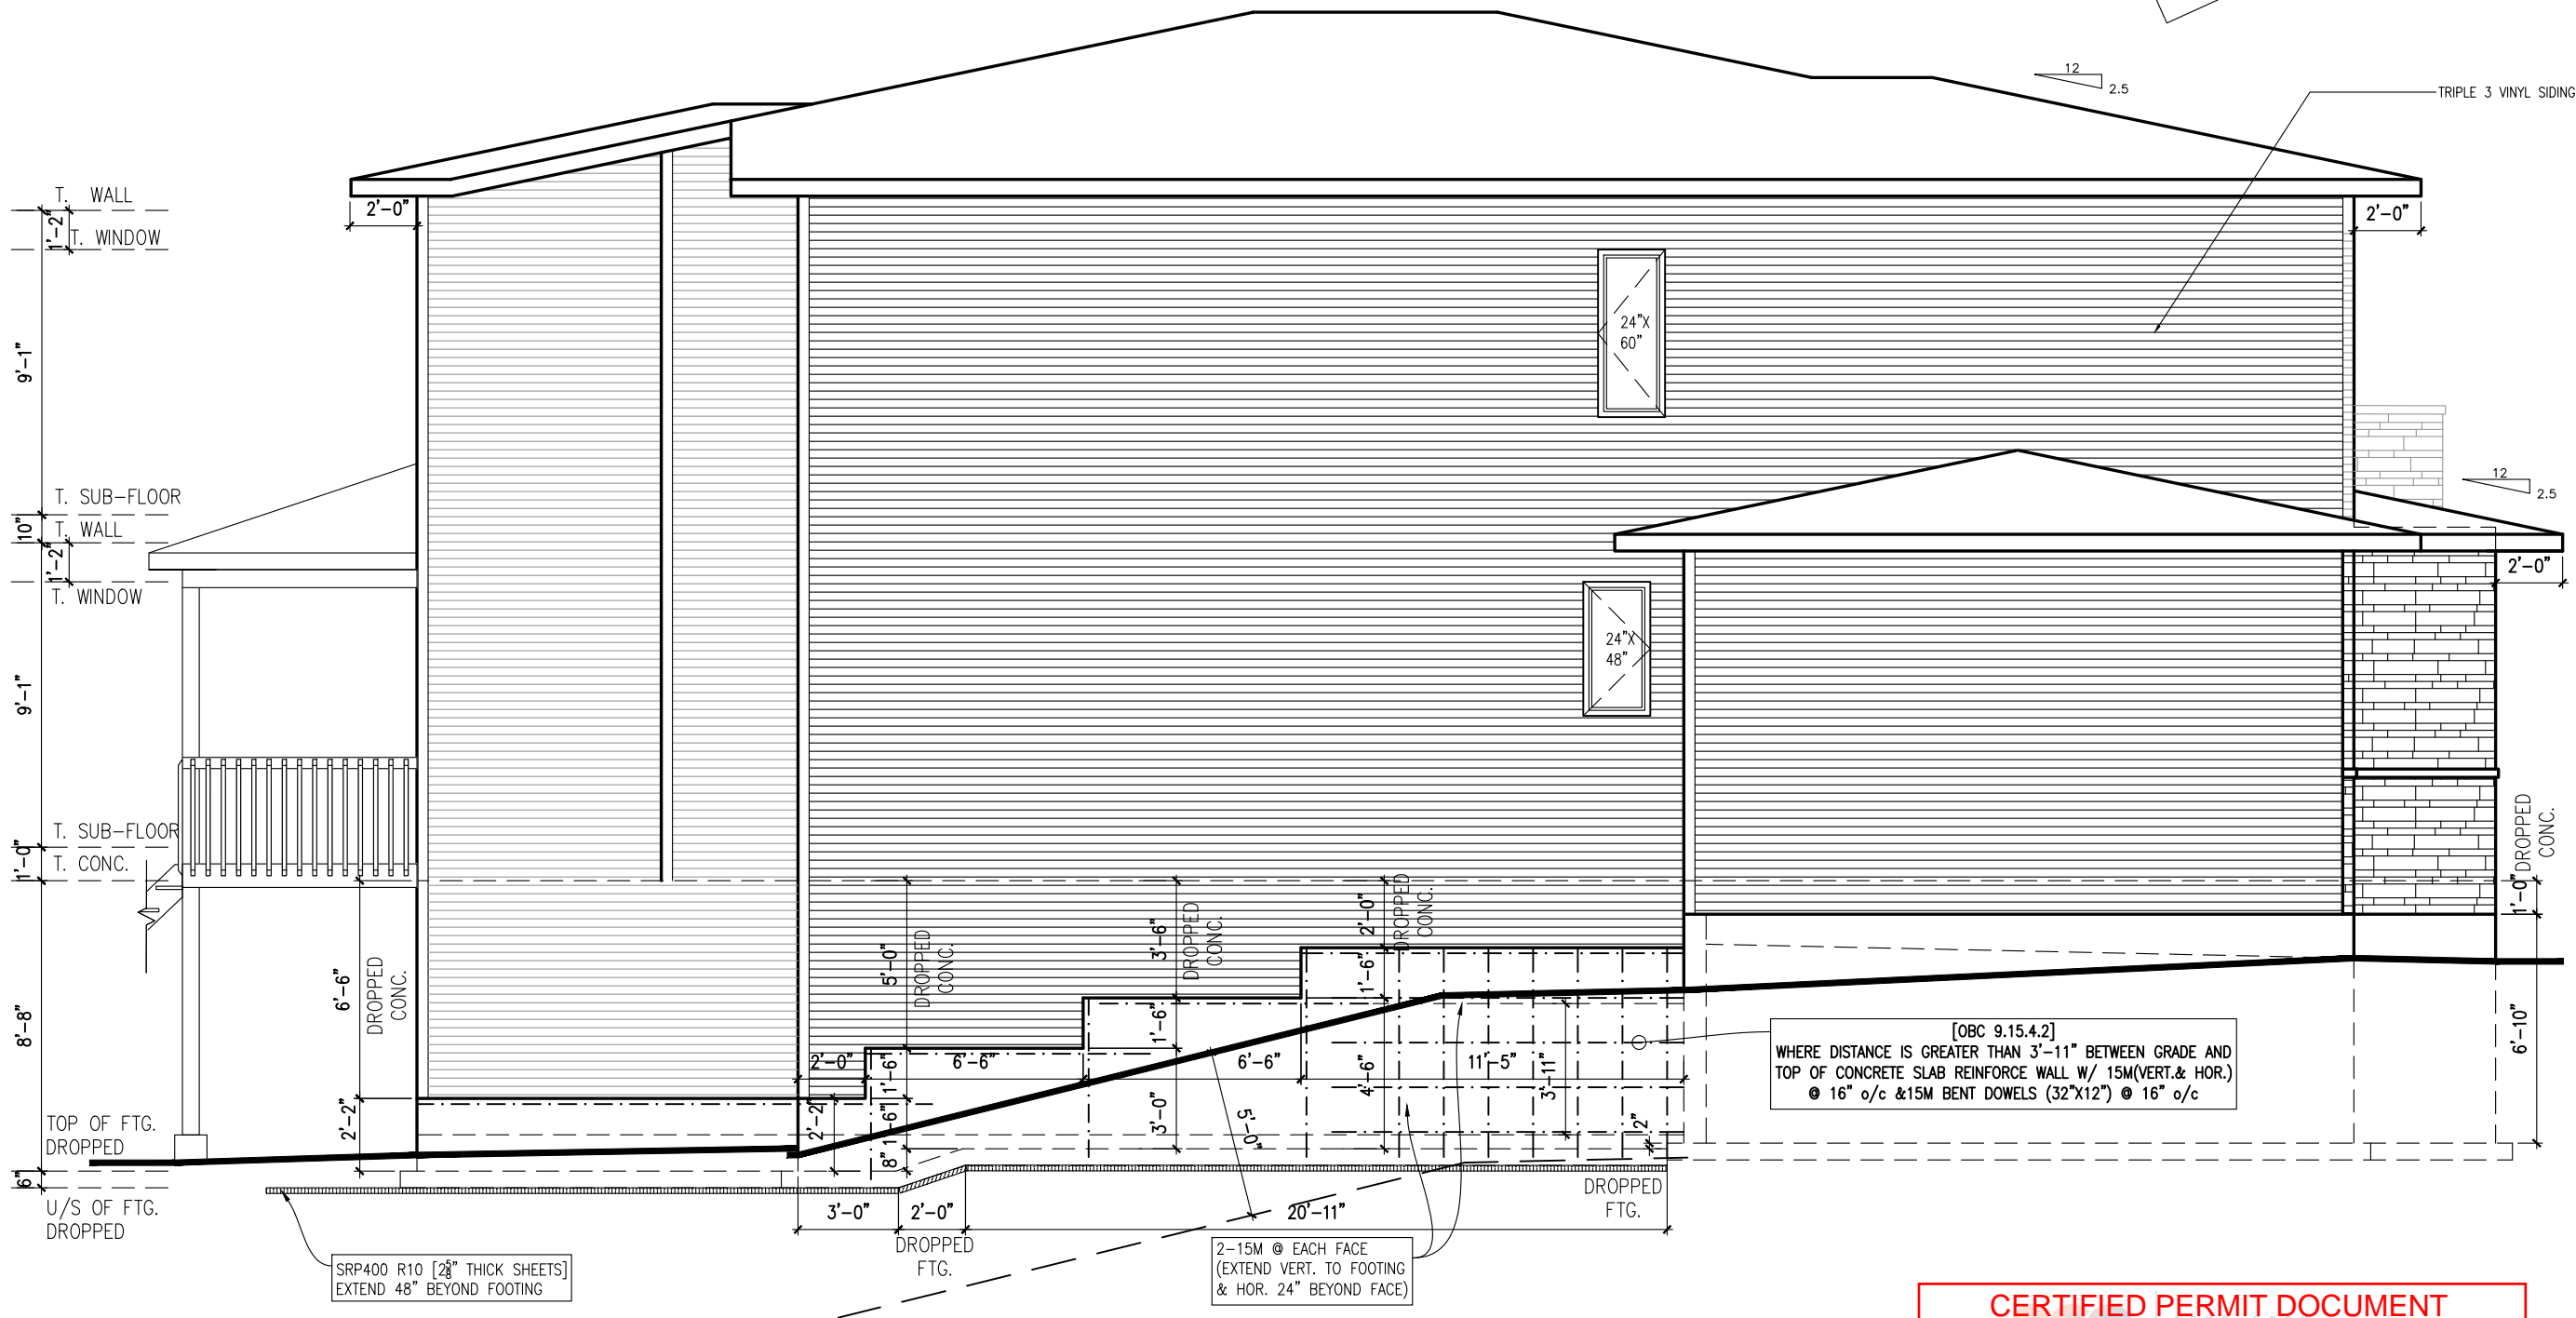 12
2.5
TRIPLE 3 VINYL SIDING
T. WALL
1'-2"
T. WINDOW
2'-0"
2'-0"
9'-1"
24"X
60"
T. SUB-FLOOR
10"
T. WALL
1'-2"
T. WINDOW
12
2.5
2'-0"
24"X
48"
9'-1"
T. SUB-FLOOR
1'-0"
T. CONC.
8'-8"
6'-6"
DROPPED
CONC.
5'-0"
DROPPED
CONC.
3'-6"
DROPPED
CONC.
2'-0"
DROPPED
CONC.
1'-0"
DROPPED
CONC.
1'-6"
1'-6"
1'-6"
2'-0"
6'-6"
6'-6"
11'-5"
4'-6"
3'-11"
6'-10"
[OBC 9.15.4.2]
WHERE DISTANCE IS GREATER THAN 3'-11" BETWEEN GRADE AND
TOP OF CONCRETE SLAB REINFORCE WALL W/ 15M(VERT.& HOR.)
@ 16" o/c &15M BENT DOWELS (32"X12") @ 16" o/c
TOP OF FTG.
DROPPED
2'-2"
2'-2"
1'-6"
8"
3'-0"
5'-0"
2"
6"
U/S OF FTG.
DROPPED
3'-0"
2'-0"
20'-11"
DROPPED
FTG.
DROPPED
FTG.
SRP400 R10 [2⅝" THICK SHEETS]
EXTEND 48" BEYOND FOOTING
2-15M @ EACH FACE
(EXTEND VERT. TO FOOTING
& HOR. 24" BEYOND FACE)
CERTIFIED PERMIT DOCUMENT